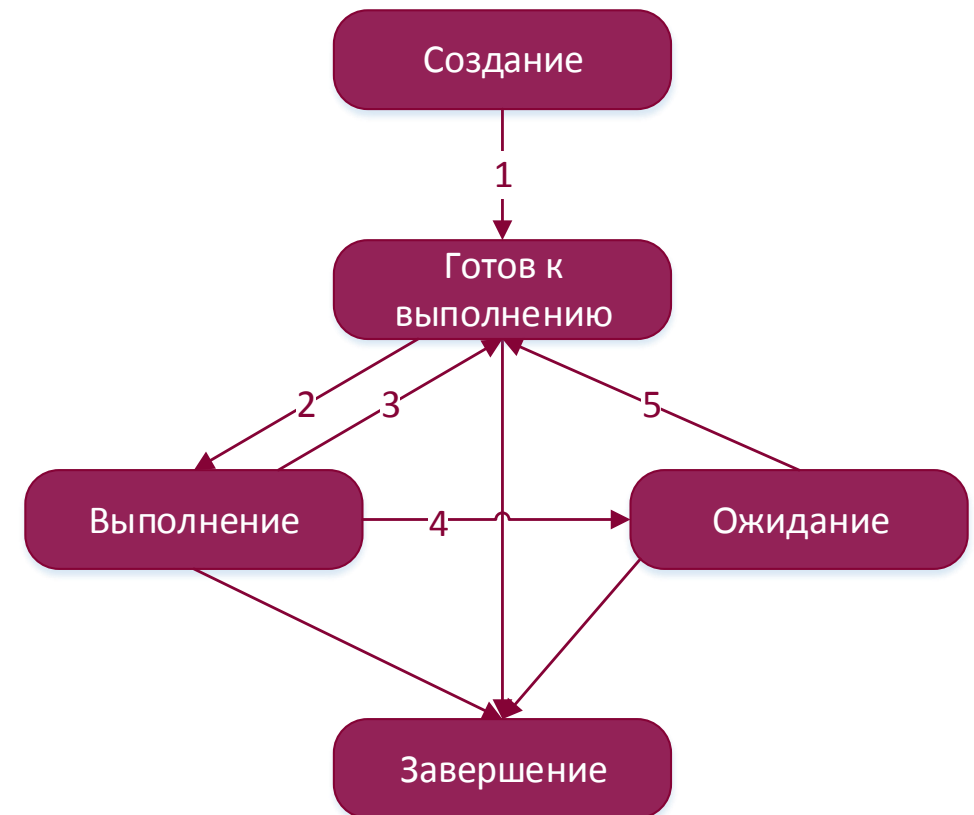 Создание
1
Готов к
выполнению
2
3
5
Выполнение
4
Ожидание
Завершение